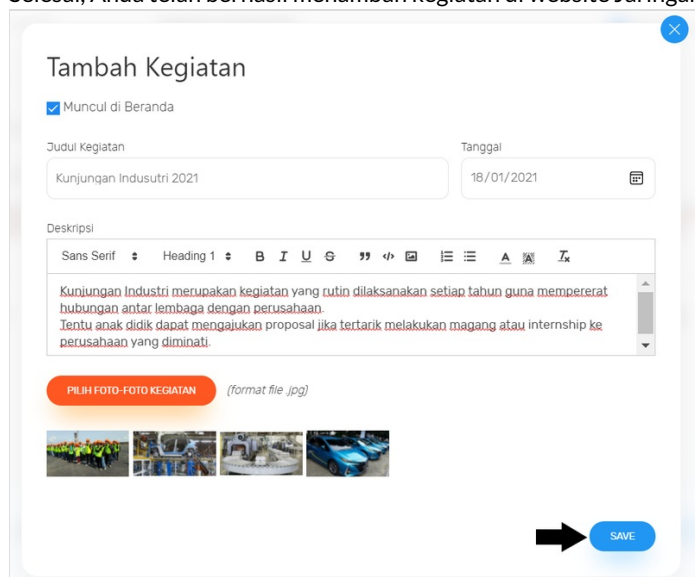 Selesai, Anda telah berhasil menambah kegiatan di website Jaringan
Tambah Kegiatan
Muncul di Beranda
Judul Kegiatan
Tanggal
Kunjungan Indusutri 2021
18/01/2021
Deskripsi
Sans Serif Heading 1
Kunjungan Industri merupakan kegiatan yang rutin dilaksanakan setiap tahun guna mempererat
hubungan antar lembaga dengan perusahaan.
Tentu anak didik dapat mengajukan proposal jika tertarik melakukan magang atau internship ke
perusahaan yang diminati.
PILIH FOTO-FOTO KEGIATAN (format file .jpg)
SAVE